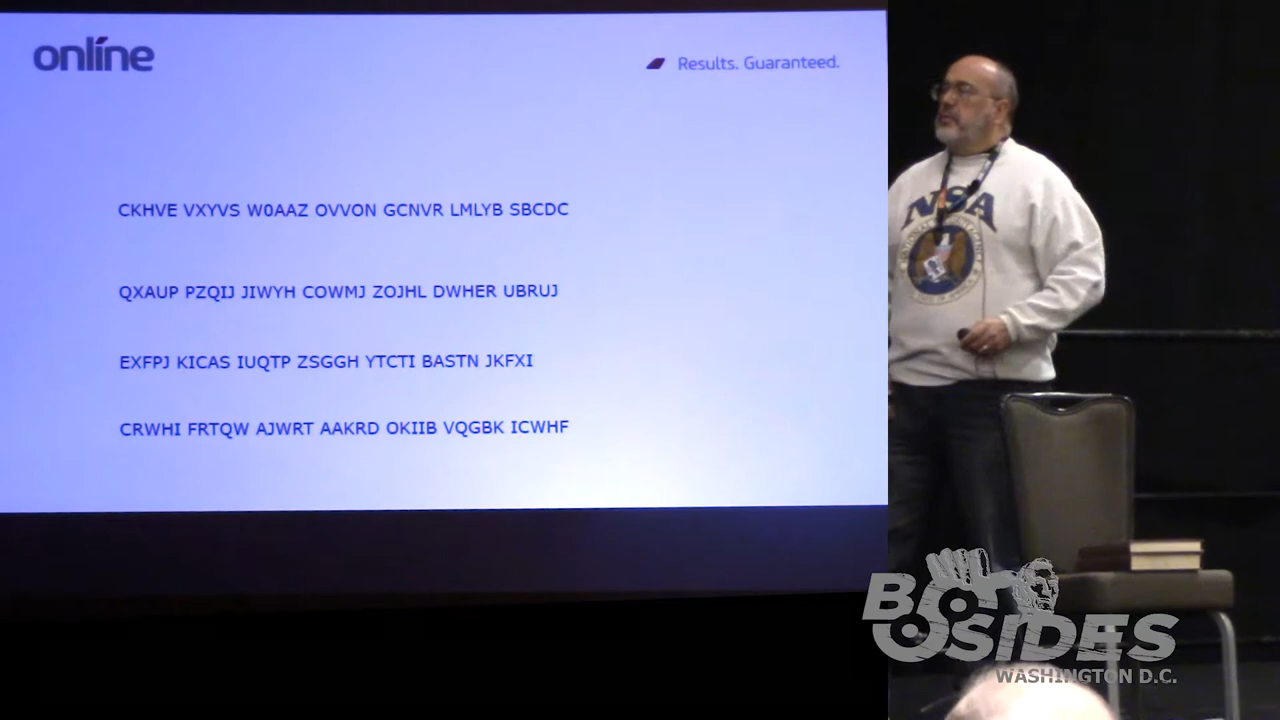 online
Results. Guaranteed.
CKHVE VXYVS W0AAZ OVVON GCNVR LMLYB SBCDC
QXAUP PZQIJ JIWYH COWMJ ZOJHL DWHER UBRUJ
EXFPJ KICAS IUQTP ZSGGH YTCTI BASTN JKFXI
CRWHI FRTQW AJWRT AAKRD OKIIB VQGBK ICWHF
NSA
BSIDES
WASHINGTON D.C.